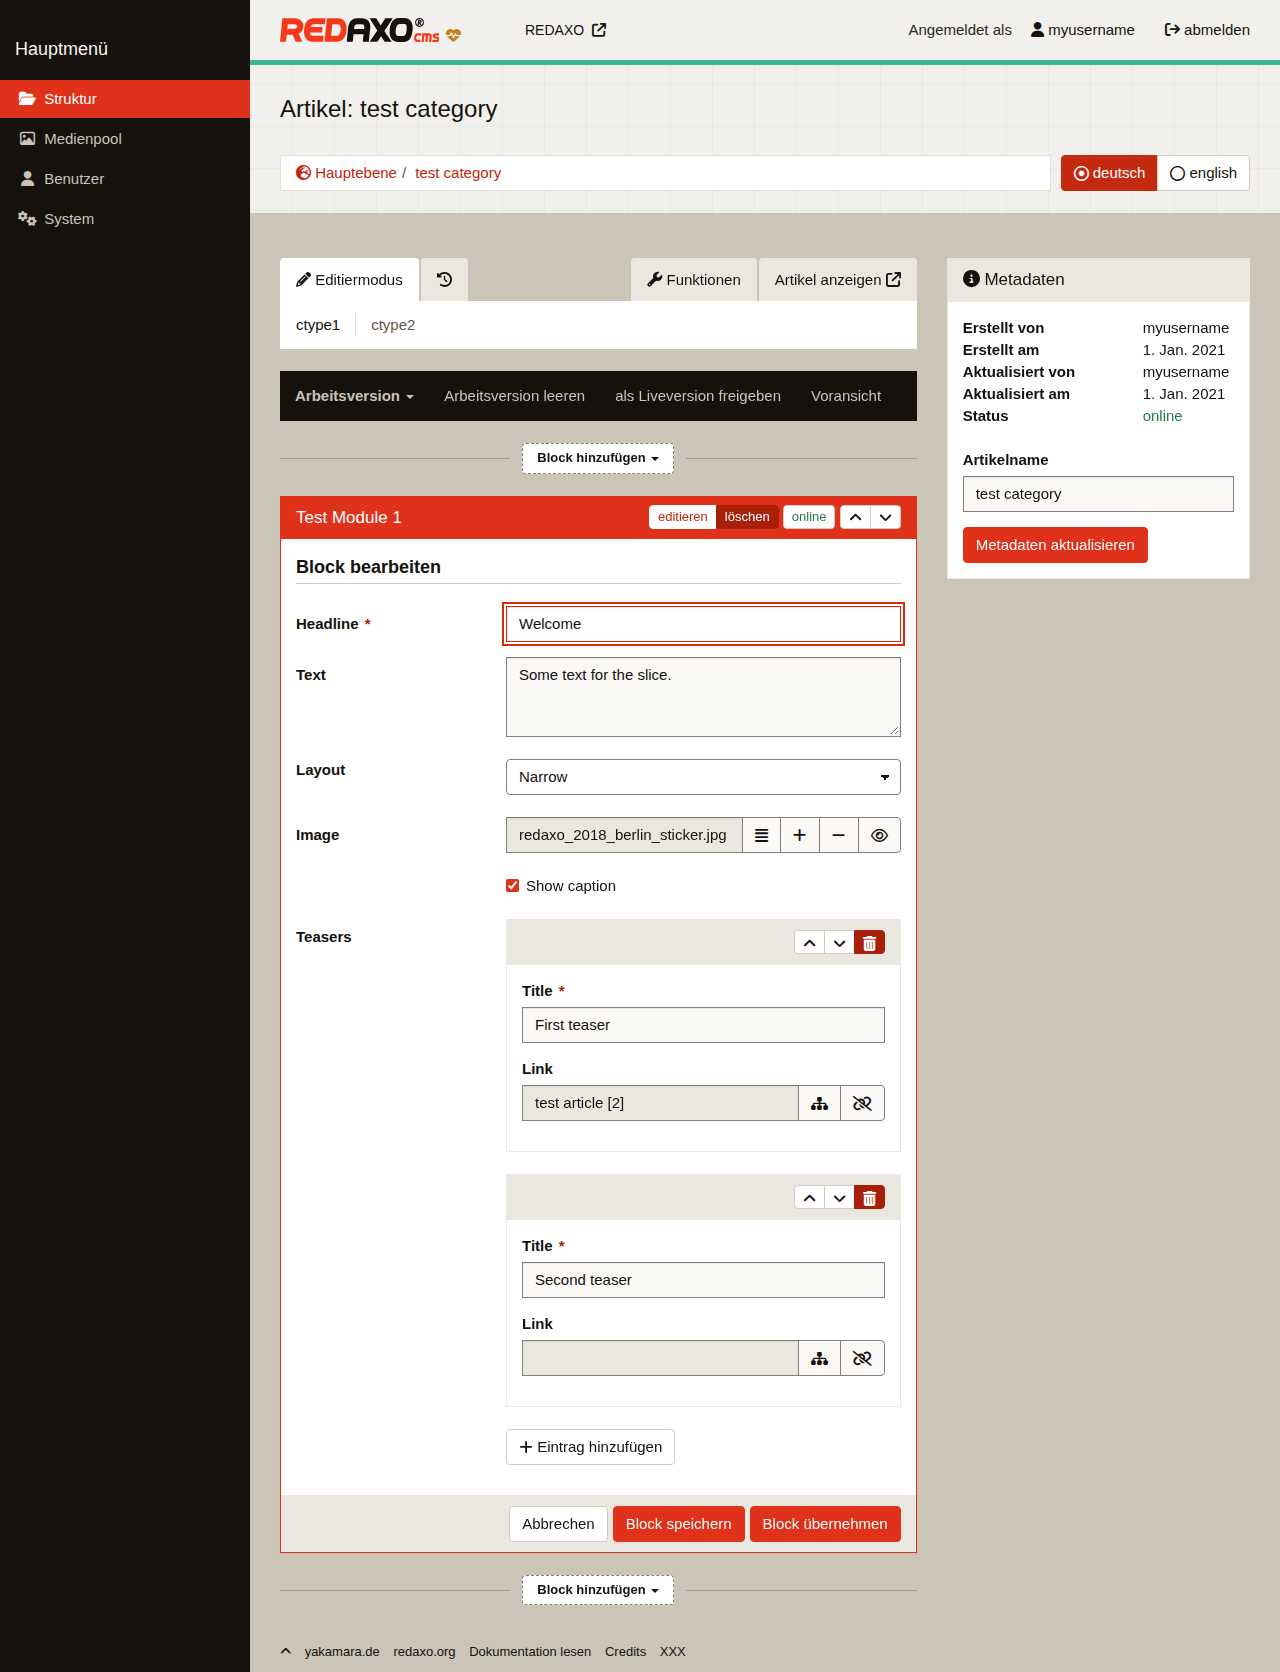 Hauptmenü
Struktur
Medienpool
Benutzer
System
REDAXO® cms
REDAXO
Angemeldet als myusername abmelden
Artikel: test category
Hauptebene / test category
deutsch english
Editiermodus
Funktionen
Artikel anzeigen
ctype1 ctype2
Arbeitsversion Arbeitsversion leeren als Liveversion freigeben Voransicht
Block hinzufügen
Test Module 1
editieren löschen online
Block bearbeiten
Headline *
Welcome
Text
Some text for the slice.
Layout
Narrow
Image
redaxo_2018_berlin_sticker.jpg
Show caption
Teasers
Title *
First teaser
Link
test article [2]
Title *
Second teaser
Link
Eintrag hinzufügen
Abbrechen Block speichern Block übernehmen
Block hinzufügen
Metadaten
Erstellt von myusername
Erstellt am 1. Jan. 2021
Aktualisiert von myusername
Aktualisiert am 1. Jan. 2021
Status online
Artikelname
test category
Metadaten aktualisieren
yakamara.de redaxo.org Dokumentation lesen Credits XXX